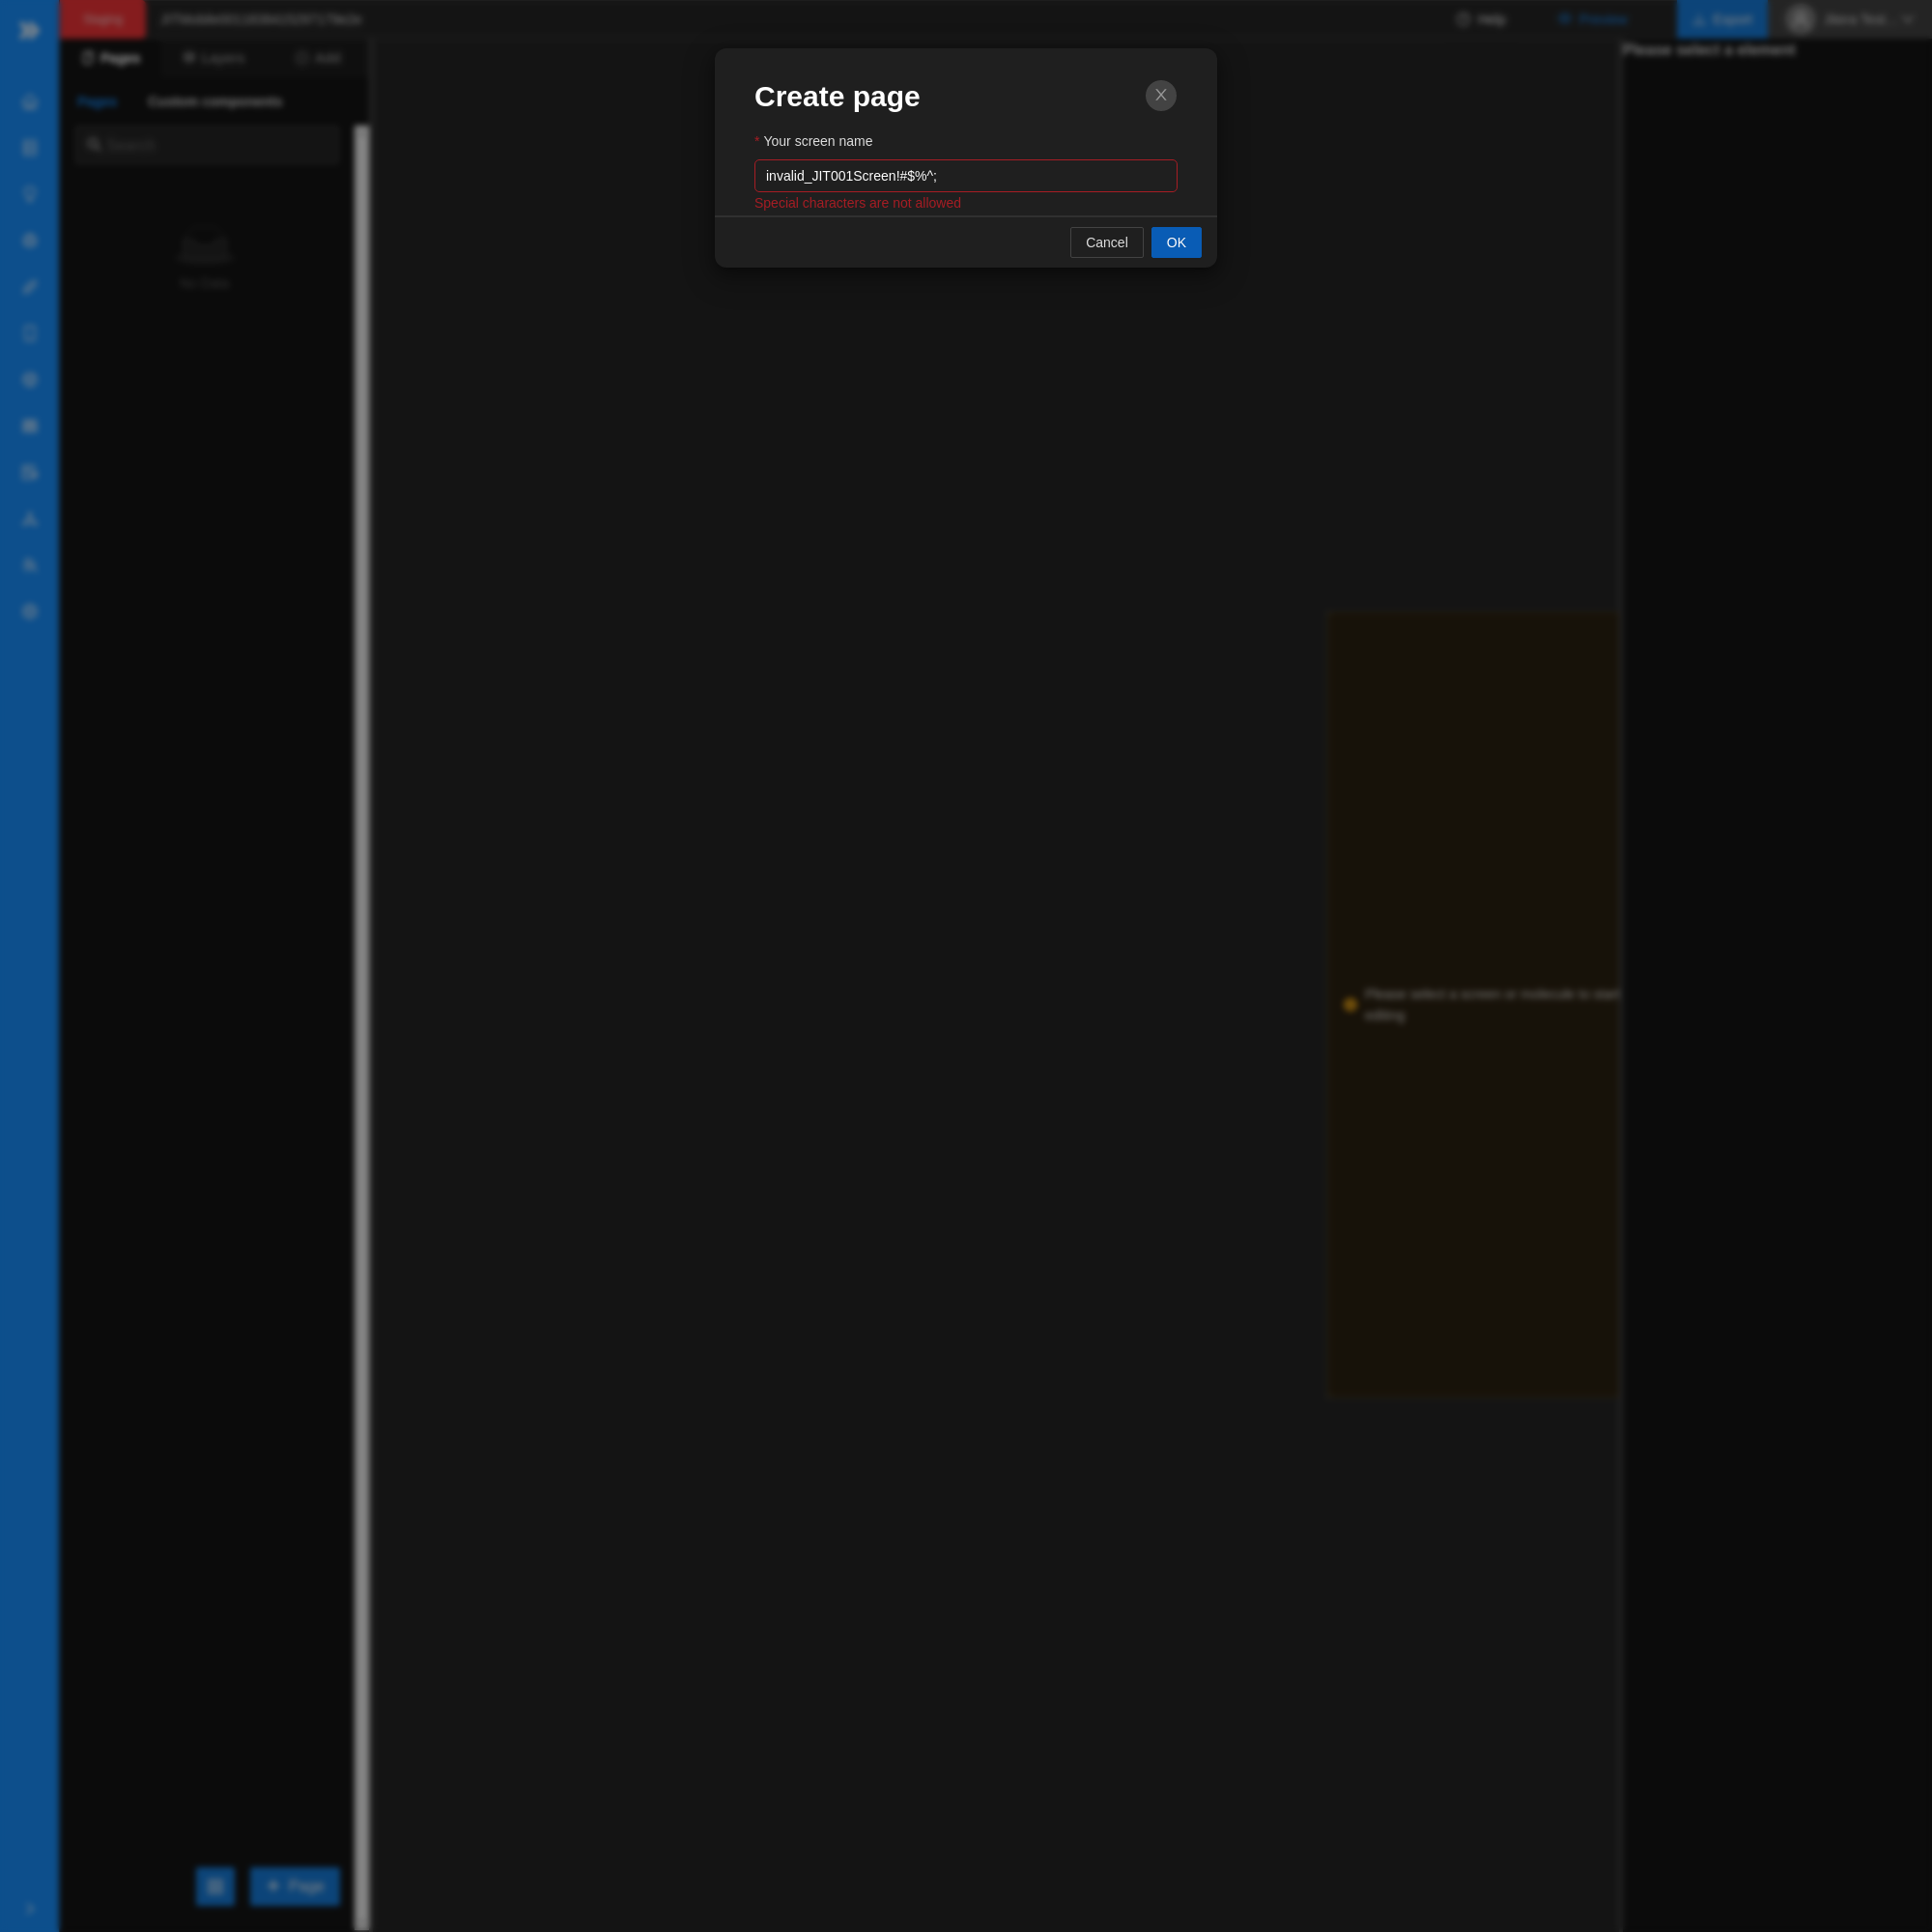 Help
Preview
Export
Pages
Layers
Add
Please select a element
Pages
Custom components
Search
No Data
Create page
* Your screen name
invalid_JIT001Screen!#$%^;
Special characters are not allowed
Cancel
OK
Please select a screen or molecule to start
editing
Page